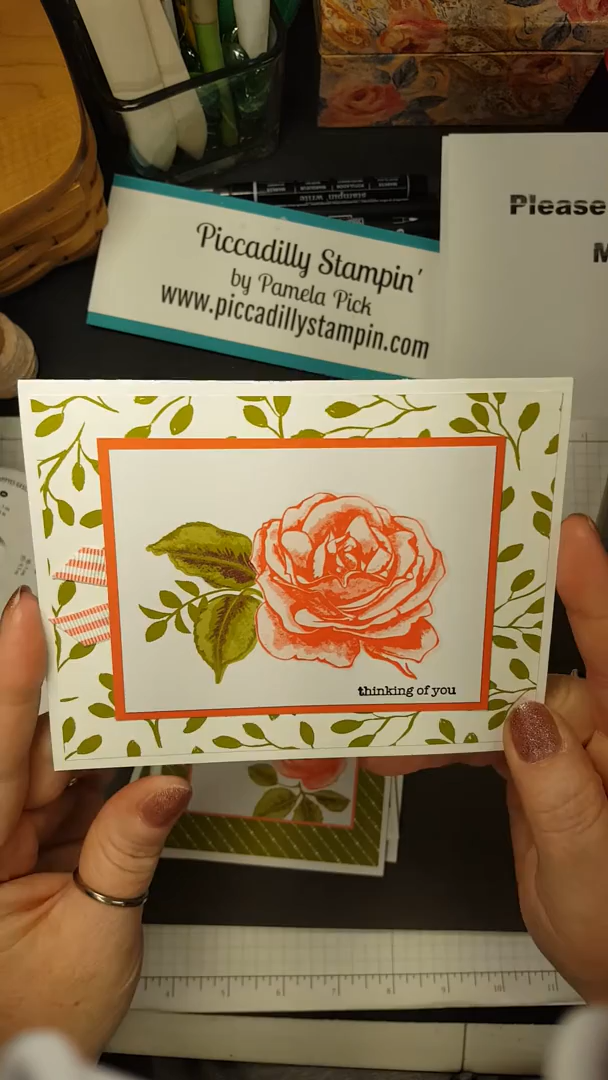 Please
M
Piccadilly Stampin'
by Pamela Pick
www.piccadillystampin.com
thinking of you